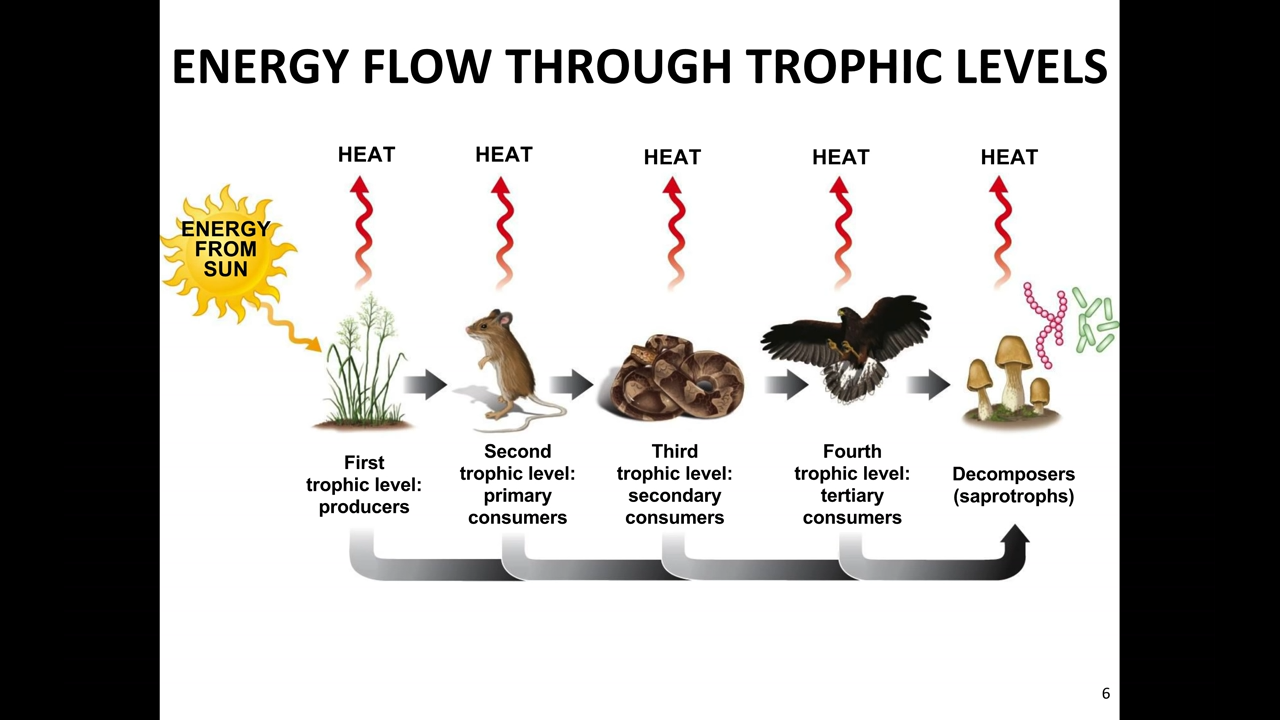 ENERGY FLOW THROUGH TROPHIC LEVELS
HEAT
HEAT
HEAT
HEAT
HEAT
ENERGY
FROM
SUN
First
trophic level:
producers
Second
trophic level:
primary
consumers
Third
trophic level:
secondary
consumers
Fourth
trophic level:
tertiary
consumers
Decomposers
(saprotrophs)
6